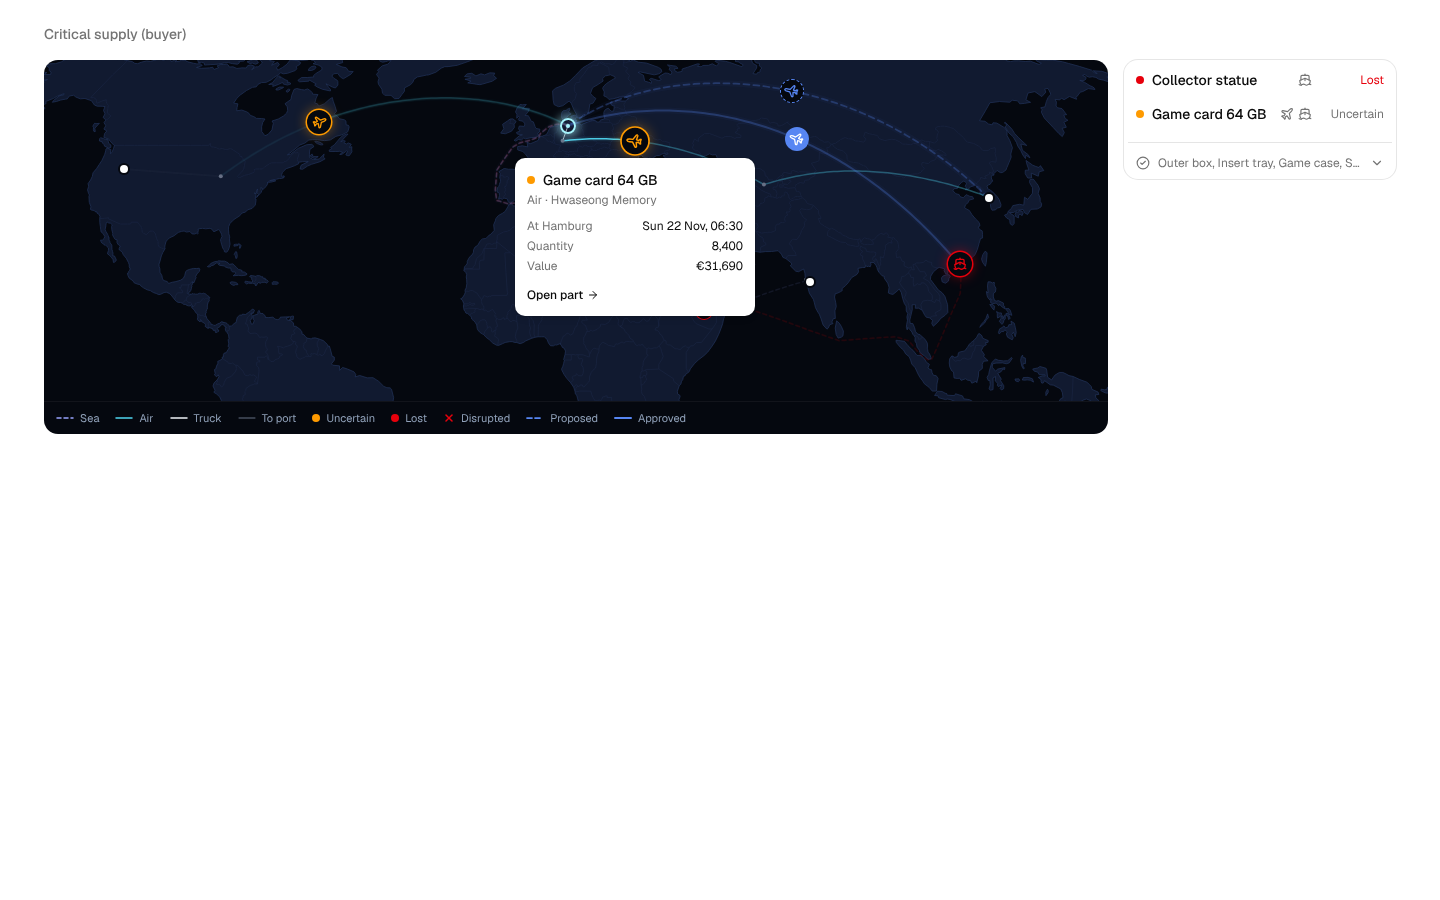 Critical supply (buyer)
Collector statue Lost
Game card 64 GB Uncertain
Outer box, Insert tray, Game case, S...
Game card 64 GB
Air · Hwaseong Memory
At Hamburg Sun 22 Nov, 06:30
Quantity 8,400
Value €31,690
Open part →
Sea Air Truck To port Uncertain Lost Disrupted Proposed Approved